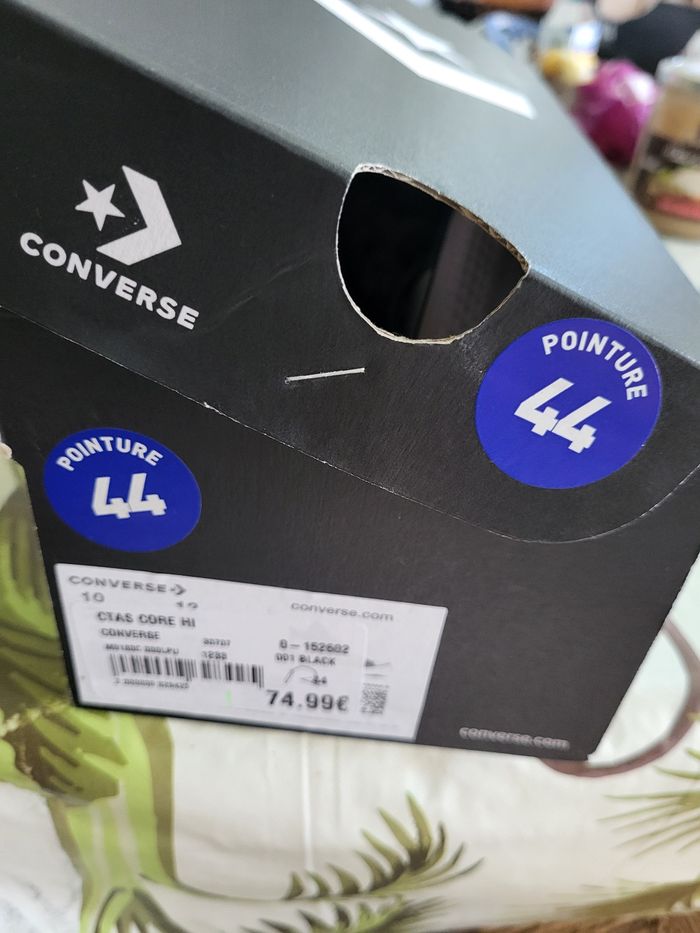 CONVERSE
POINTURE
44
POINTURE
44
CONVERSE
converse.com
10
CTAS CORE HI
CONVERSE
0-152602
001 BLACK
44
74.99€
converse.com